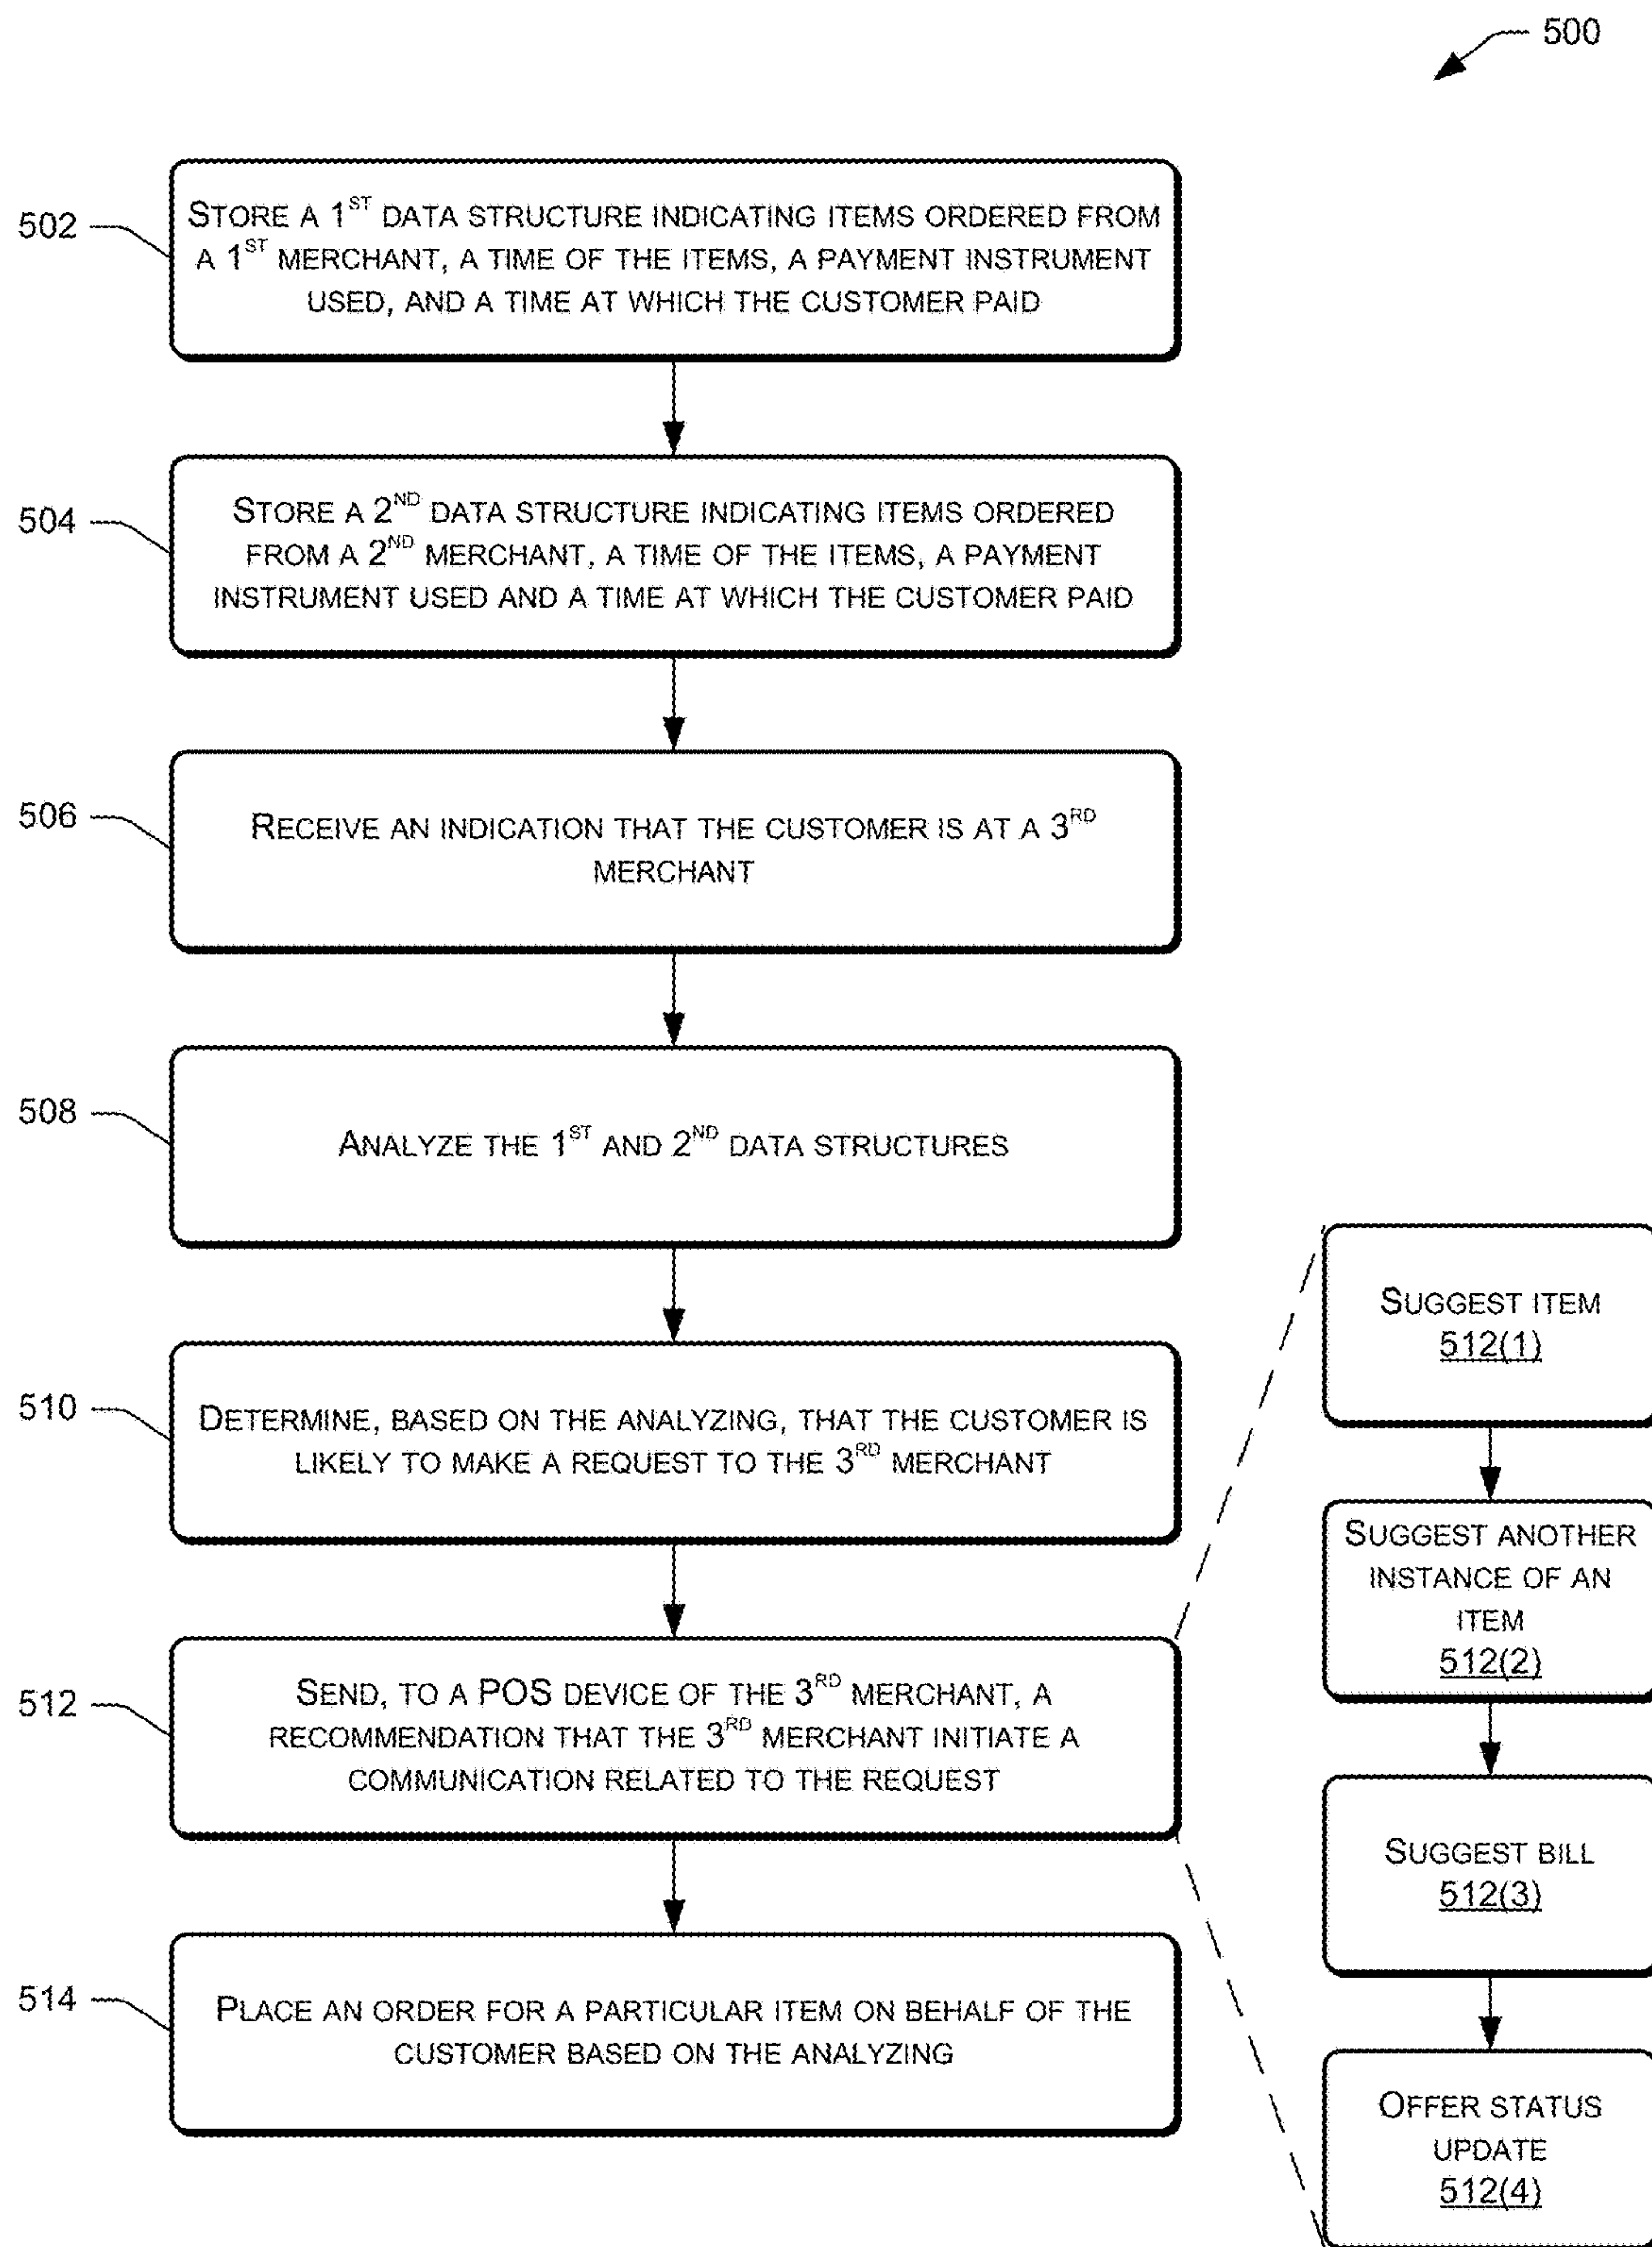 500
502
STORE A 1ST DATA STRUCTURE INDICATING ITEMS ORDERED FROM
A 1ST MERCHANT, A TIME OF THE ITEMS, A PAYMENT INSTRUMENT
USED, AND A TIME AT WHICH THE CUSTOMER PAID
504
STORE A 2ND DATA STRUCTURE INDICATING ITEMS ORDERED
FROM A 2ND MERCHANT, A TIME OF THE ITEMS, A PAYMENT
INSTRUMENT USED AND A TIME AT WHICH THE CUSTOMER PAID
506
RECEIVE AN INDICATION THAT THE CUSTOMER IS AT A 3RD
MERCHANT
508
ANALYZE THE 1ST AND 2ND DATA STRUCTURES
510
DETERMINE, BASED ON THE ANALYZING, THAT THE CUSTOMER IS
LIKELY TO MAKE A REQUEST TO THE 3RD MERCHANT
512
SEND, TO A POS DEVICE OF THE 3RD MERCHANT, A
RECOMMENDATION THAT THE 3RD MERCHANT INITIATE A
COMMUNICATION RELATED TO THE REQUEST
514
PLACE AN ORDER FOR A PARTICULAR ITEM ON BEHALF OF THE
CUSTOMER BASED ON THE ANALYZING
SUGGEST ITEM
512(1)
SUGGEST ANOTHER
INSTANCE OF AN
ITEM
512(2)
SUGGEST BILL
512(3)
OFFER STATUS
UPDATE
512(4)